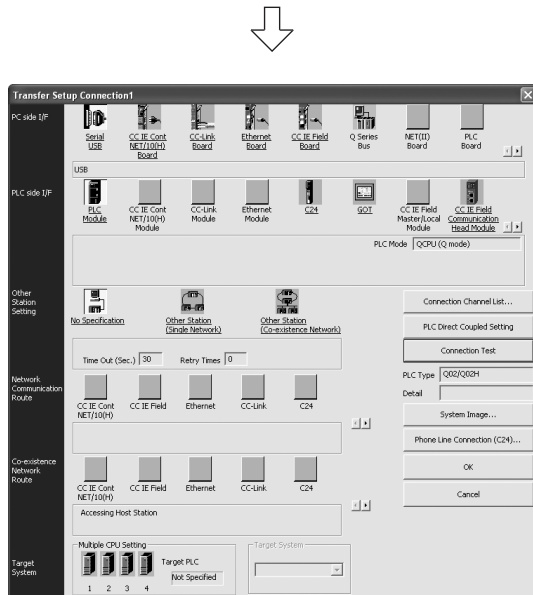 Transfer Setup Connection1
PC side I/F
Serial USB
CC IE Cont NET/10(H) Board
CC-Link Board
Ethernet Board
CC IE Field Board
Q Series Bus
NET(II) Board
PLC Board
USB
PLC side I/F
PLC Module
CC IE Cont NET/10(H) Module
CC-Link Module
Ethernet Module
C24
GOT
CC IE Field Master/Local Module
CC IE Field Communication Head Module
PLC Mode QCPU (Q mode)
Other Station Setting
No Specification
Other Station (Single Network)
Other Station (Co-existence Network)
Time Out (Sec.) 30 Retry Times 0
Network Communication Route
CC IE Cont NET/10(H)
CC IE Field
Ethernet
CC-Link
C24
Co-existence Network Route
CC IE Cont NET/10(H)
CC IE Field
Ethernet
CC-Link
C24
Accessing Host Station
Connection Channel List...
PLC Direct Coupled Setting
Connection Test
PLC Type Q02/Q02H
Detail
System Image...
Phone Line Connection (C24)...
OK
Cancel
Target System
Multiple CPU Setting
1 2 3 4
Target PLC
Not Specified
Target System